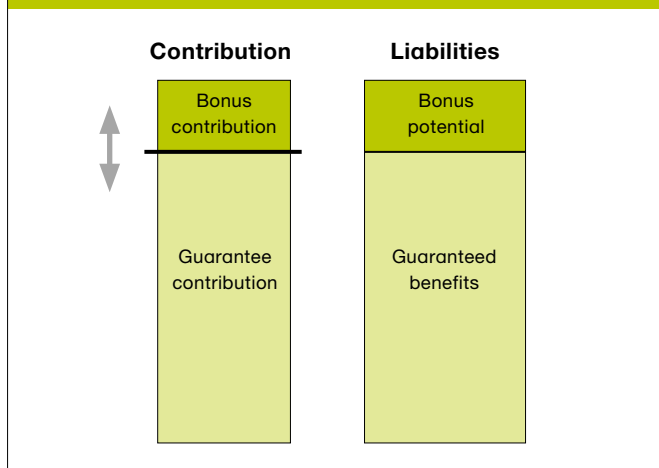 Contribution
Liabilities
Bonus
contribution
Bonus
potential
Guarantee
contribution
Guaranteed
benefits